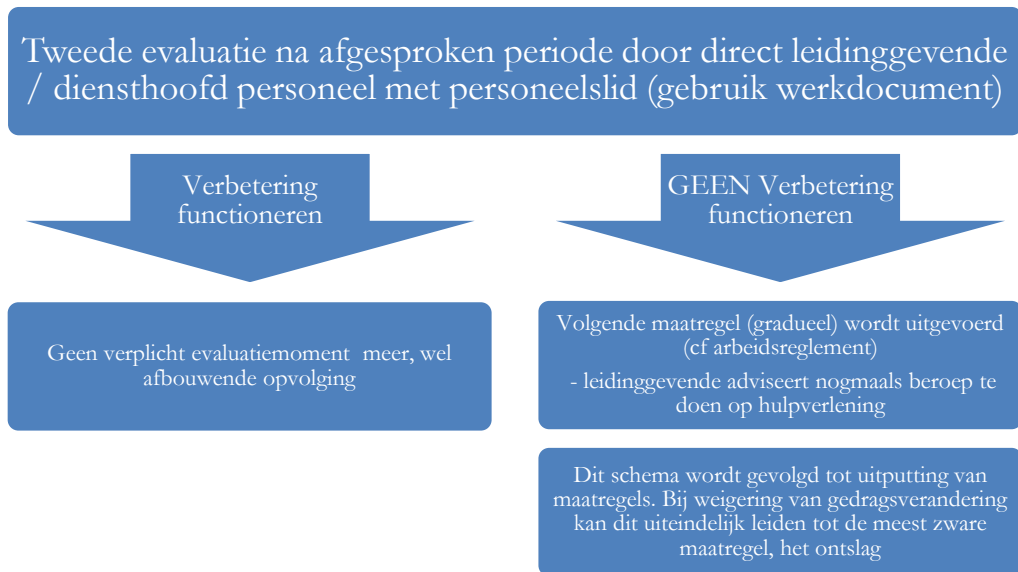 Tweede evaluatie na afgesproken periode door direct leidinggevende
/ diensthoofd personeel met personeelslid (gebruik werkdocument)
Verbetering
functioneren
Geen verplicht evaluatiemoment meer, wel
afbouwende opvolging
GEEN Verbetering
functioneren
Volgende maatregel (gradueel) wordt uitgevoerd
(cf arbeidsreglement)
- leidinggevende adviseert nogmaals beroep te
doen op hulpverlening
Dit schema wordt gevolgd tot uitputting van
maatregels. Bij weigering van gedragsverandering
kan dit uiteindelijk leiden tot de meest zware
maatregel, het ontslag